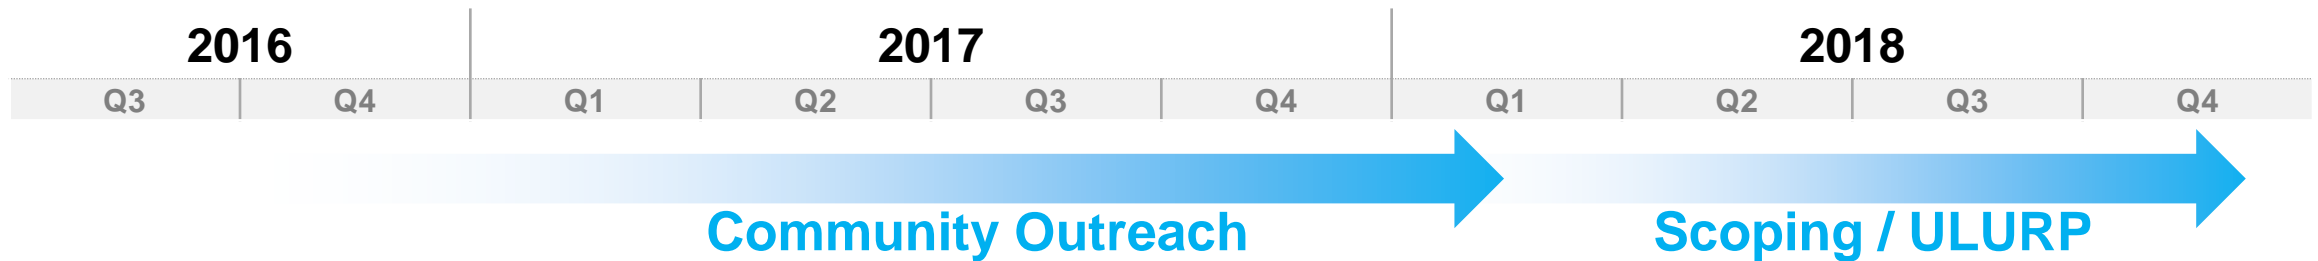 2016 2017 2018
Q3 Q4 Q1 Q2 Q3 Q4 Q1 Q2 Q3 Q4
Community Outreach Scoping / ULURP